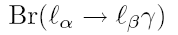 Br(ℓ_α → ℓ_β γ)